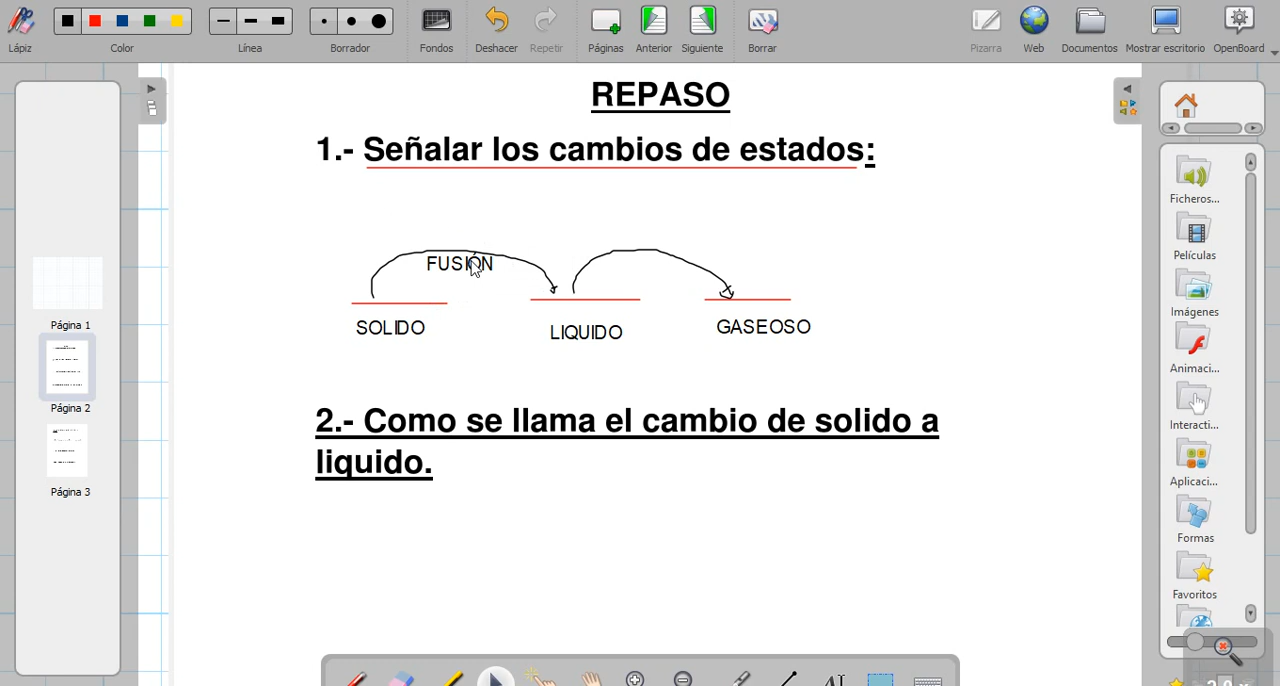 Lápiz
Color
Línea
Borrador
Fondos
Deshacer
Repetir
Páginas
Anterior
Siguiente
Borrar
Pizarra
Web
Documentos
Mostrar escritorio
OpenBoard
REPASO
1.- Señalar los cambios de estados:
FUSIÓN
SOLIDO
LIQUIDO
GASEOSO
2.- Como se llama el cambio de solido a
liquido.
Página 1
Página 2
Página 3
Ficheros...
Películas
Imágenes
Animaci...
Interacti...
Aplicaci...
Formas
Favoritos